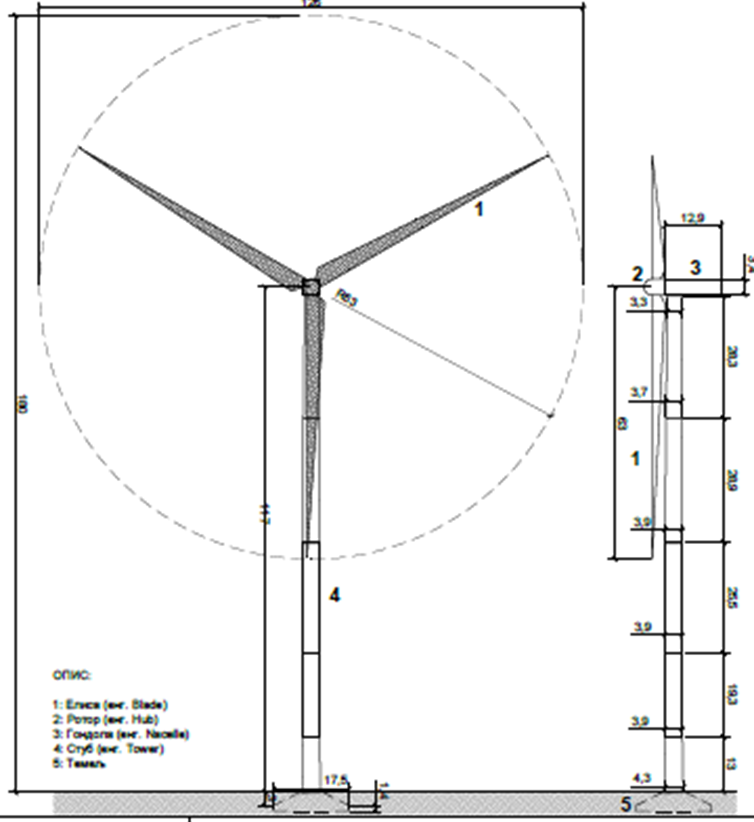 126
1
12,9
2
3
R63
3,3
3,7
63
180
1
117
3,9
4
3,9
ОПИС:
1: Елиса (енг. Blade)
2: Ротор (енг. Hub)
3: Гондола (енг. Nacelle)
4: Стуб (енг. Tower)
5: Темељ
19,3
3,9
13
17,5
4,3
5